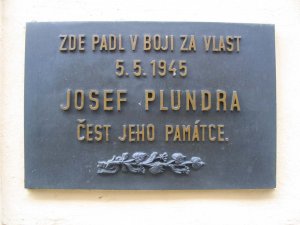 ZDE PADL V BOJI ZA VLAST
5.5.1945
JOSEF PLUNDRA
ČEST JEHO PAMÁTCE.